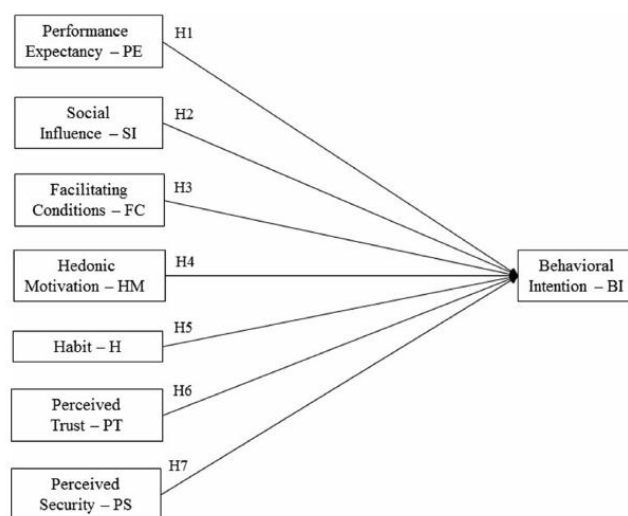 Performance
Expectancy – PE
H1
Social
Influence – SI
H2
Facilitating
Conditions – FC
H3
Hedonic
Motivation – HM
H4
Behavioral
Intention – BI
Habit – H
H5
Perceived
Trust – PT
H6
Perceived
Security – PS
H7